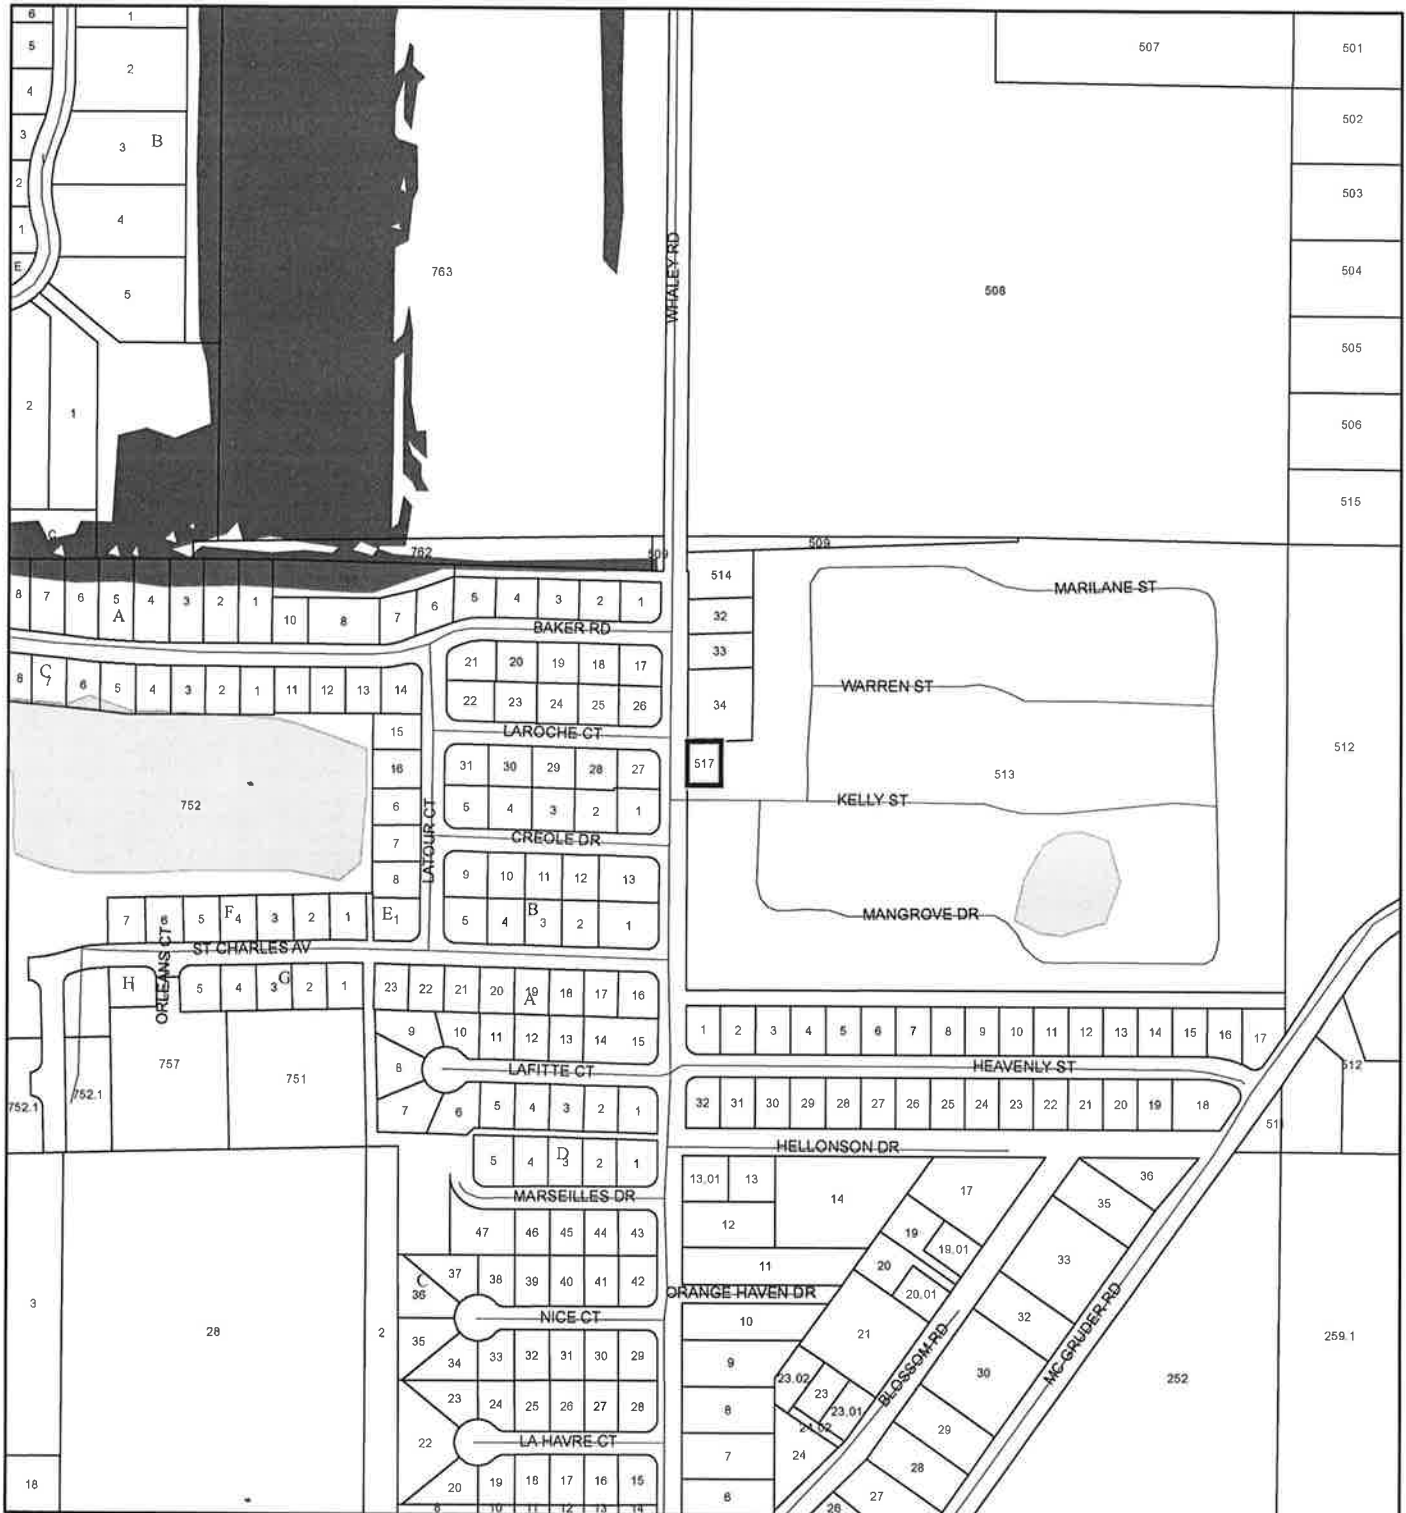 6 1 507 501
5 2
4 502
3 3 B
2 4 503
1
E 5 763 WHALEY RD 508 504
505
2 1 506
515
G
762 509 509
514 MARILANE ST
8 7 6 5 4 3 2 1 10 8 7 6 5 4 3 2 1
A 32
BAKER RD
33
21 20 19 18 17
8 7 6 5 4 3 2 1 11 12 13 14
C WARREN ST
22 23 24 25 26 34
15 LAROCHE CT
512
16 31 30 29 28 27 517 513
752 6 5 4 3 2 1 KELLY ST
7 LATOUR CT CREOLE DR
8 9 10 11 12 13
7 6 5 4 3 2 1 1 5 4 3 2 1 MANGROVE DR
F E B
ORLEANS CT ST CHARLES AV
H 1 5 4 3 2 1 23 22 21 20 19 18 17 16
G A
9 10 11 12 13 14 15 1 2 3 4 5 6 7 8 9 10 11 12 13 14 15 16 17
757 751 8 LAFITTE CT HEAVENLY ST 512
752.1 752.1 7 6 5 4 3 2 1 32 31 30 29 28 27 26 25 24 23 22 21 20 19 18
511
HELLONSON DR
5 4 3 2 1 13.01 13 36
D
MARSEILLES DR 14 17 35
47 46 45 44 43 12 19 19.01 33
37 38 39 40 41 42 11 20
C 36 ORANGE HAVEN DR 20.01
3 28 2 NICE CT 10 21 32 MC GRUDER RD 259.1
35 34 33 32 31 30 29 9 BLOSSOM RD
23.02 23 23.01 30 252
23 24 25 26 27 28 8
24.02 29
22 LA HAVRE CT 7 24 28
18 20 19 18 17 16 15 6 27
8 10 11 12 13 14 26